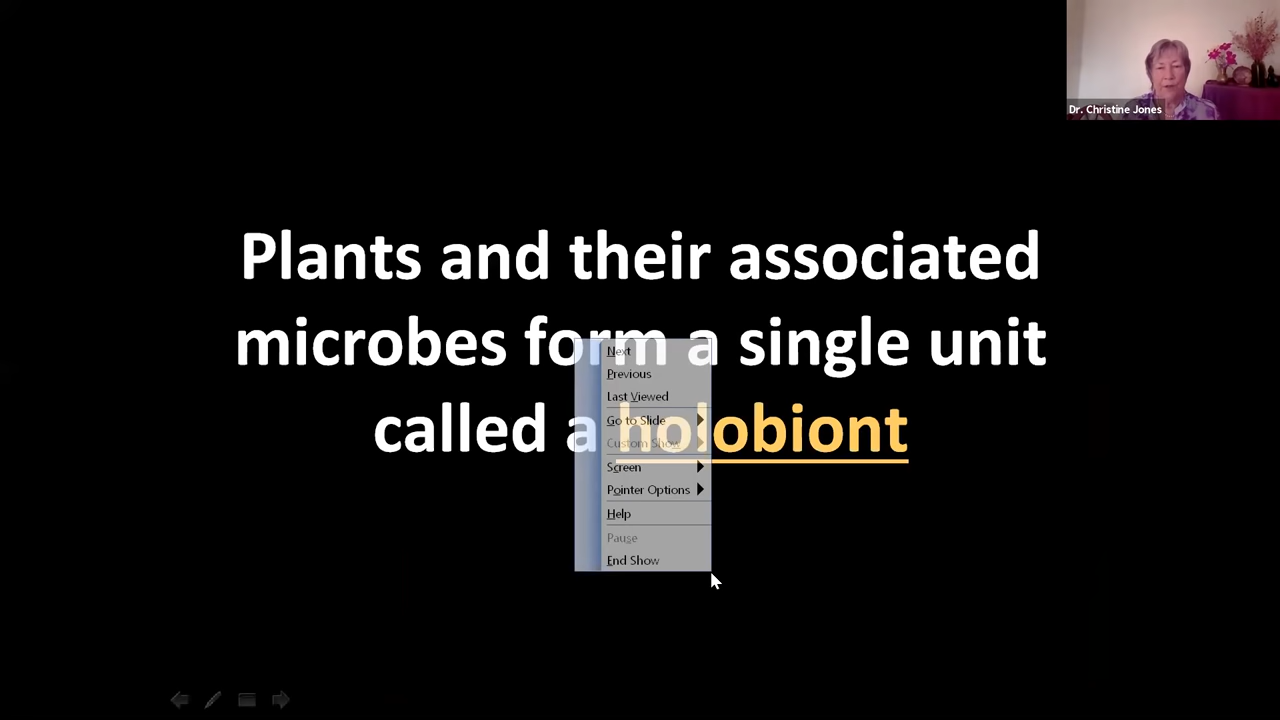 Dr. Christine Jones
Plants and their associated
microbes form a single unit
called a holobiont
Next
Previous
Last Viewed
Go to Slide
Custom Show
Screen
Pointer Options
Help
Pause
End Show